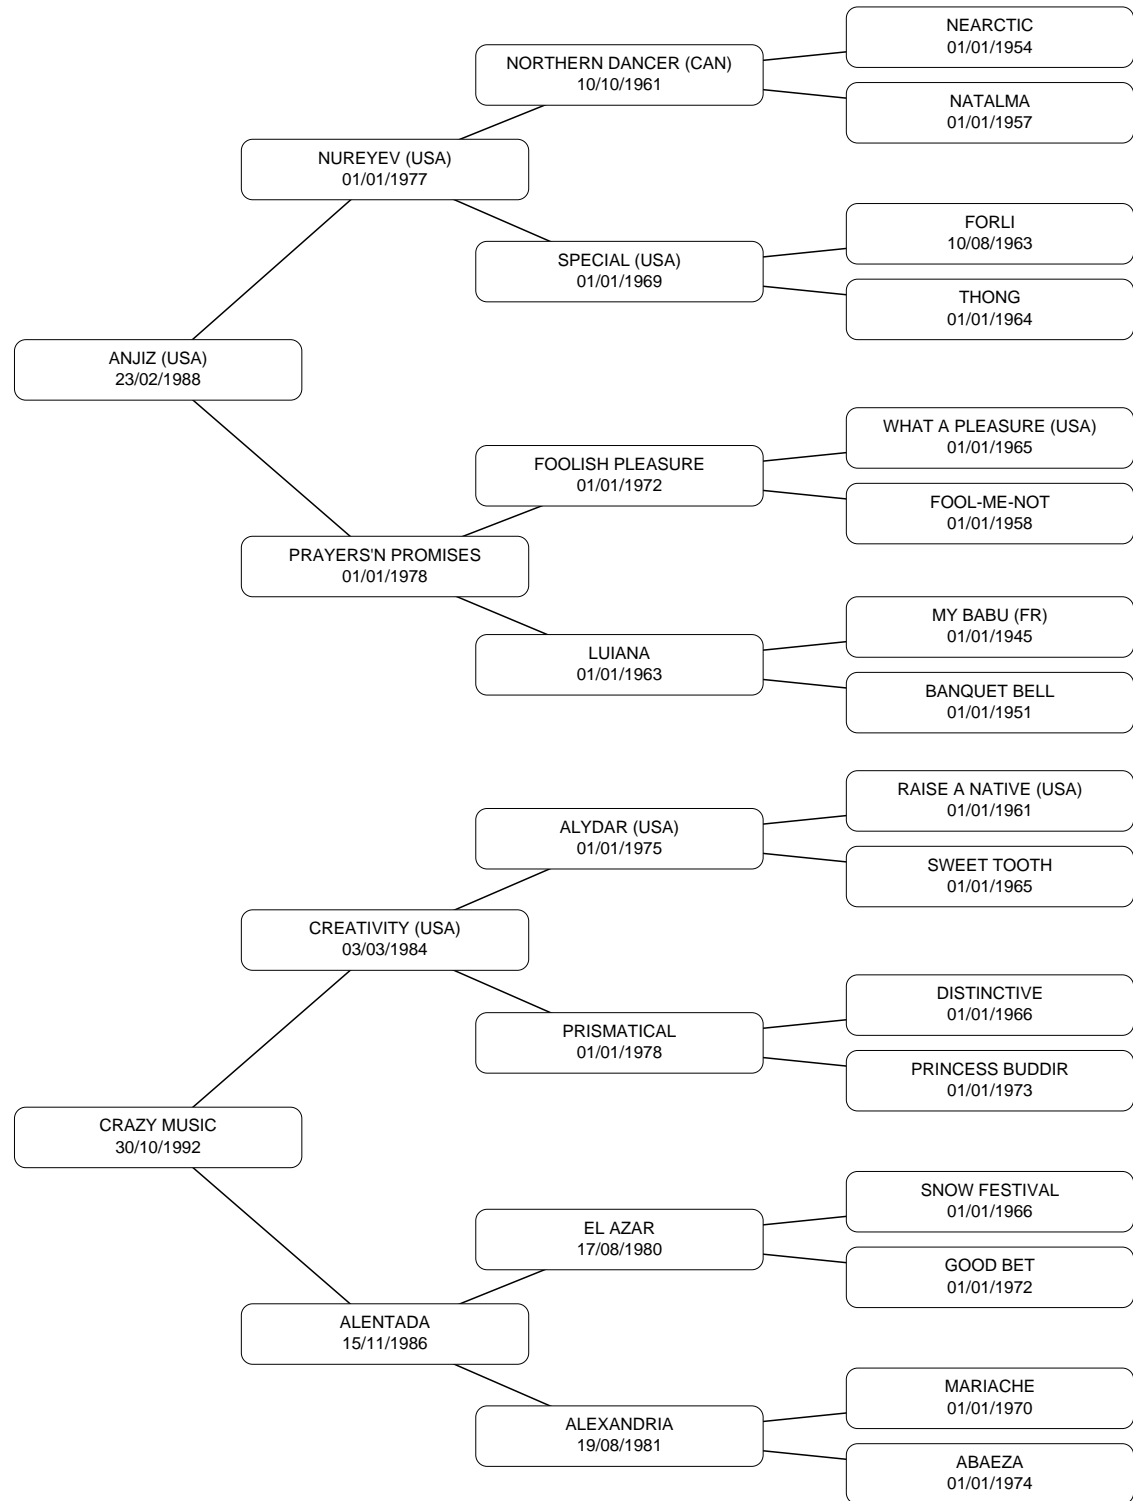 NEARCTIC
01/01/1954
NORTHERN DANCER (CAN)
10/10/1961
NATALMA
01/01/1957
NUREYEV (USA)
01/01/1977
FORLI
10/08/1963
SPECIAL (USA)
01/01/1969
THONG
01/01/1964
ANJIZ (USA)
23/02/1988
WHAT A PLEASURE (USA)
01/01/1965
FOOLISH PLEASURE
01/01/1972
FOOL-ME-NOT
01/01/1958
PRAYERS'N PROMISES
01/01/1978
MY BABU (FR)
01/01/1945
LUIANA
01/01/1963
BANQUET BELL
01/01/1951
RAISE A NATIVE (USA)
01/01/1961
ALYDAR (USA)
01/01/1975
SWEET TOOTH
01/01/1965
CREATIVITY (USA)
03/03/1984
DISTINCTIVE
01/01/1966
PRISMATICAL
01/01/1978
PRINCESS BUDDIR
01/01/1973
CRAZY MUSIC
30/10/1992
SNOW FESTIVAL
01/01/1966
EL AZAR
17/08/1980
GOOD BET
01/01/1972
ALENTADA
15/11/1986
MARIACHE
01/01/1970
ALEXANDRIA
19/08/1981
ABAEZA
01/01/1974